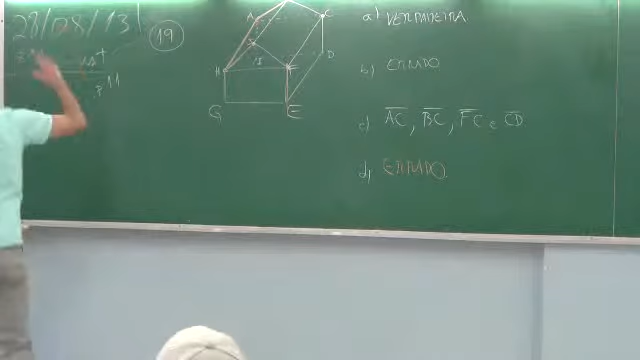 28/08/13
19
A
C
D
H
F
G
E
a) VERDADEIRA
b) ERRADO
c) AC, BC, FC e CD
d) ERRADO